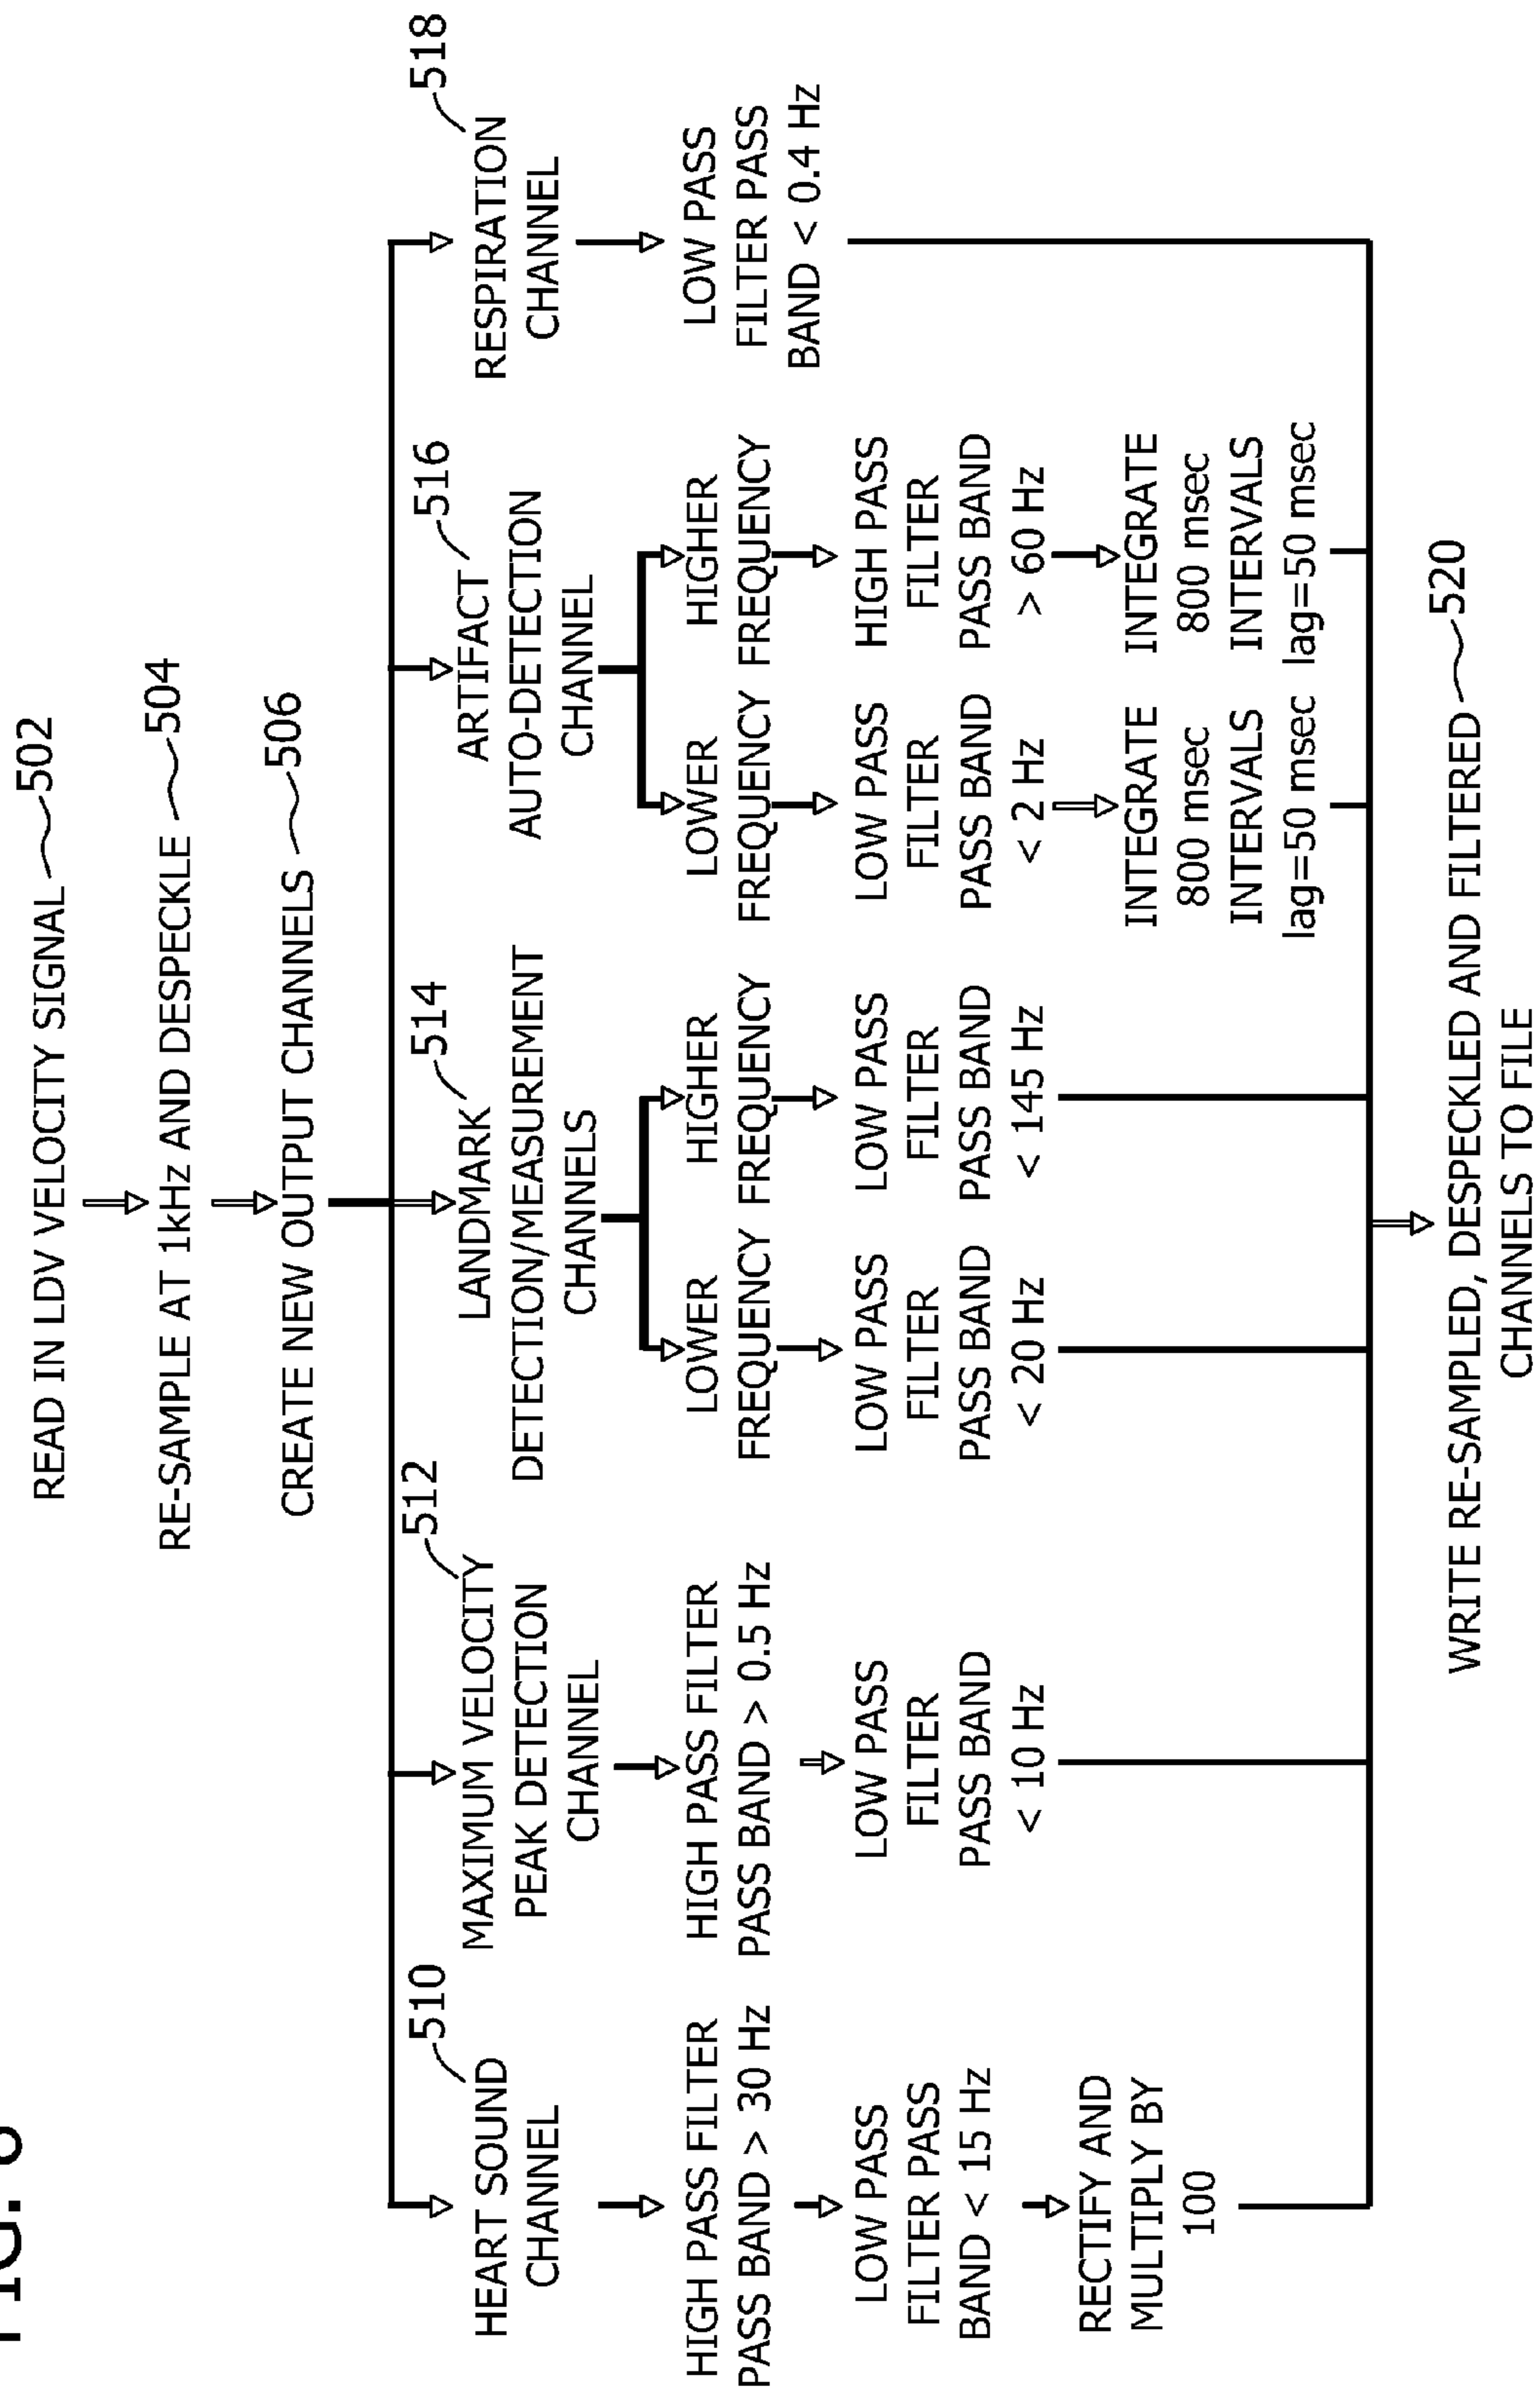 READ IN LDV VELOCITY SIGNAL 502
RE-SAMPLE AT 1kHz AND DESPECKLE 504
CREATE NEW OUTPUT CHANNELS 506
510
HEART SOUND
CHANNEL
HIGH PASS FILTER
PASS BAND > 30 Hz
LOW PASS
FILTER PASS
BAND < 15 Hz
RECTIFY AND
MULTIPLY BY
100
512
MAXIMUM VELOCITY
PEAK DETECTION
CHANNEL
HIGH PASS FILTER
PASS BAND > 0.5 Hz
LOW PASS
FILTER
PASS BAND
< 10 Hz
514
LANDMARK
DETECTION/MEASUREMENT
CHANNELS
LOWER
FREQUENCY
LOW PASS
FILTER
PASS BAND
< 20 Hz
HIGHER
FREQUENCY
LOW PASS
FILTER
PASS BAND
< 145 Hz
516
ARTIFACT
AUTO-DETECTION
CHANNEL
LOWER
FREQUENCY
LOW PASS
FILTER
PASS BAND
< 2 Hz
INTEGRATE
800 msec
INTERVALS
lag=50 msec
HIGHER
FREQUENCY
HIGH PASS
FILTER
PASS BAND
> 60 Hz
INTEGRATE
800 msec
INTERVALS
lag=50 msec
518
RESPIRATION
CHANNEL
LOW PASS
FILTER PASS
BAND < 0.4 Hz
WRITE RE-SAMPLED, DESPECKLED AND FILTERED 520
CHANNELS TO FILE